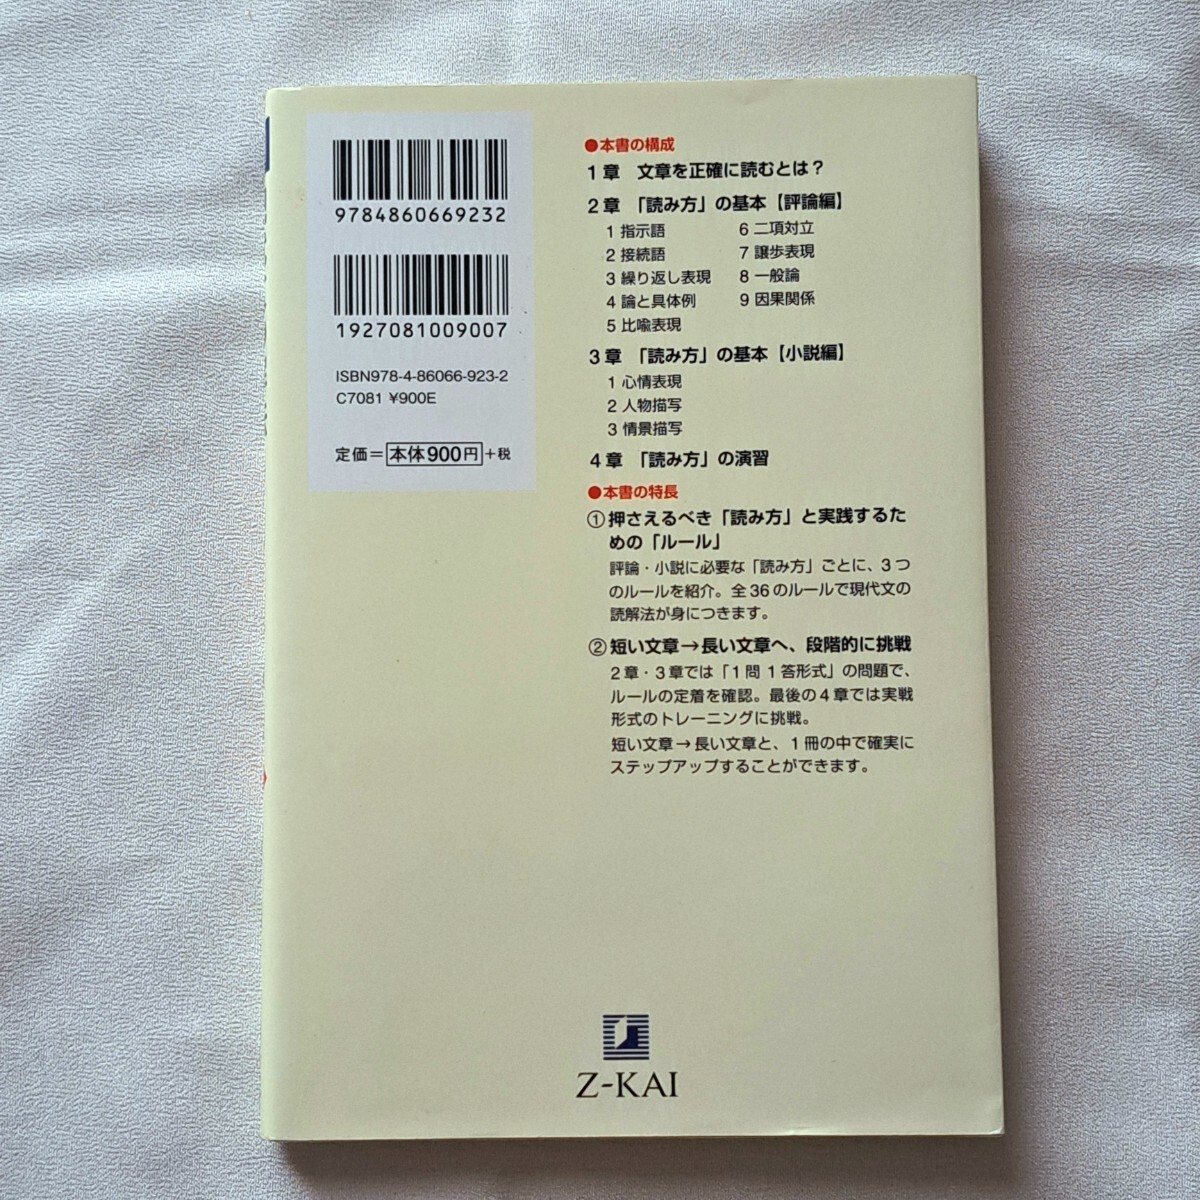 9784860669232
1927081009007
ISBN978-4-86066-923-2
C7081 ¥900E
定価＝本体900円＋税
●本書の構成
1章 文章を正確に読むとは？
2章 「読み方」の基本【評論編】
1 指示語
2 接続語
3 繰り返し表現
4 論と具体例
5 比喩表現
6 二項対立
7 譲歩表現
8 一般論
9 因果関係
3章 「読み方」の基本【小説編】
1 心情表現
2 人物描写
3 情景描写
4章 「読み方」の演習
●本書の特長
①押さえるべき「読み方」と実践するた
めの「ルール」
評論・小説に必要な「読み方」ごとに、3つ
のルールを紹介。全36のルールで現代文の
読解法が身につきます。
②短い文章→長い文章へ、段階的に挑戦
2章・3章では「1問1答形式」の問題で、
ルールの定着を確認。最後の4章では実戦
形式のトレーニングに挑戦。
短い文章→長い文章と、1冊の中で確実に
ステップアップすることができます。
Z-KAI